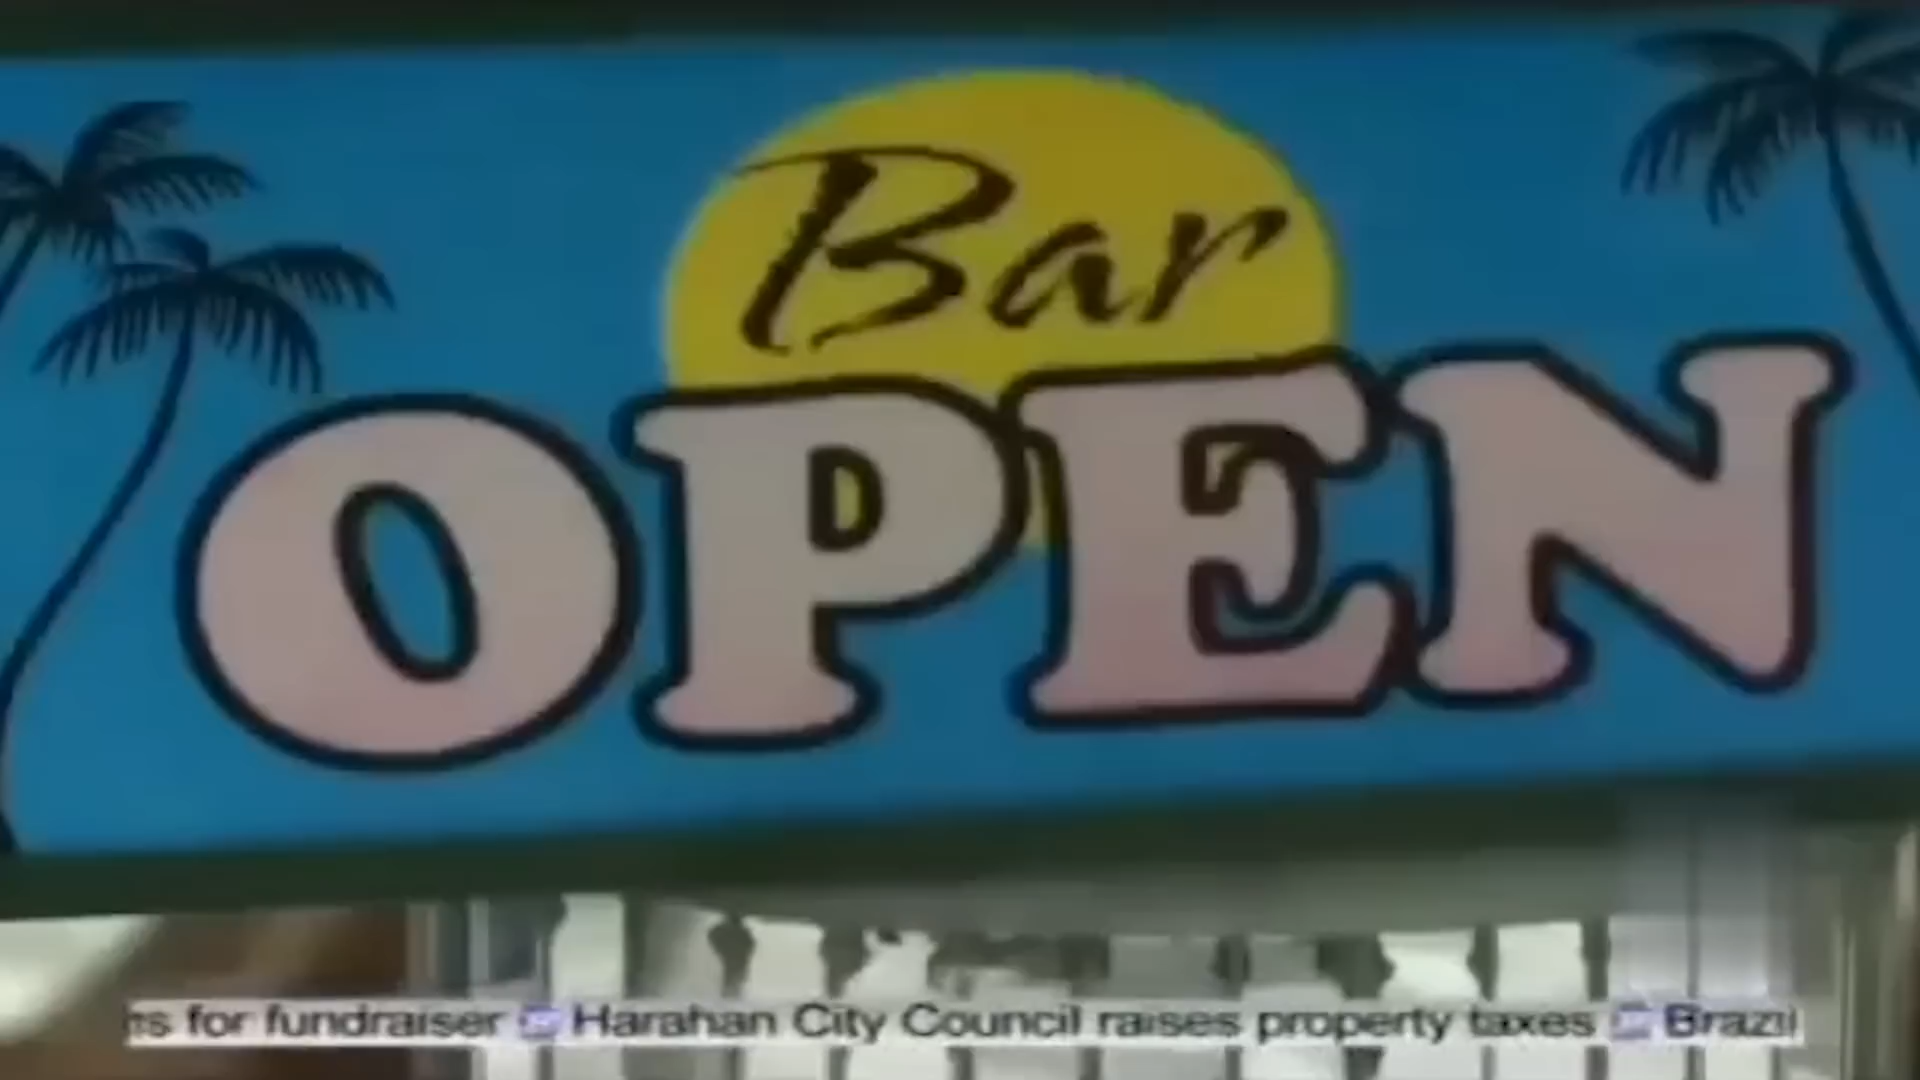 Bar
OPEN
for fundraiser Harahan City Council raises property taxes Brazil